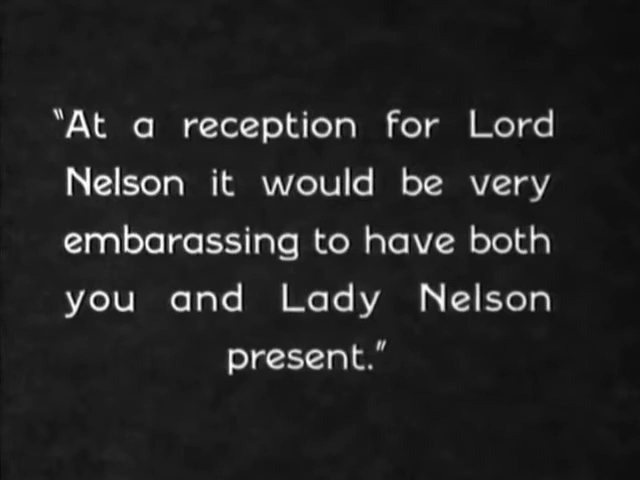 "At a reception for Lord
Nelson it would be very
embarassing to have both
you and Lady Nelson
present."